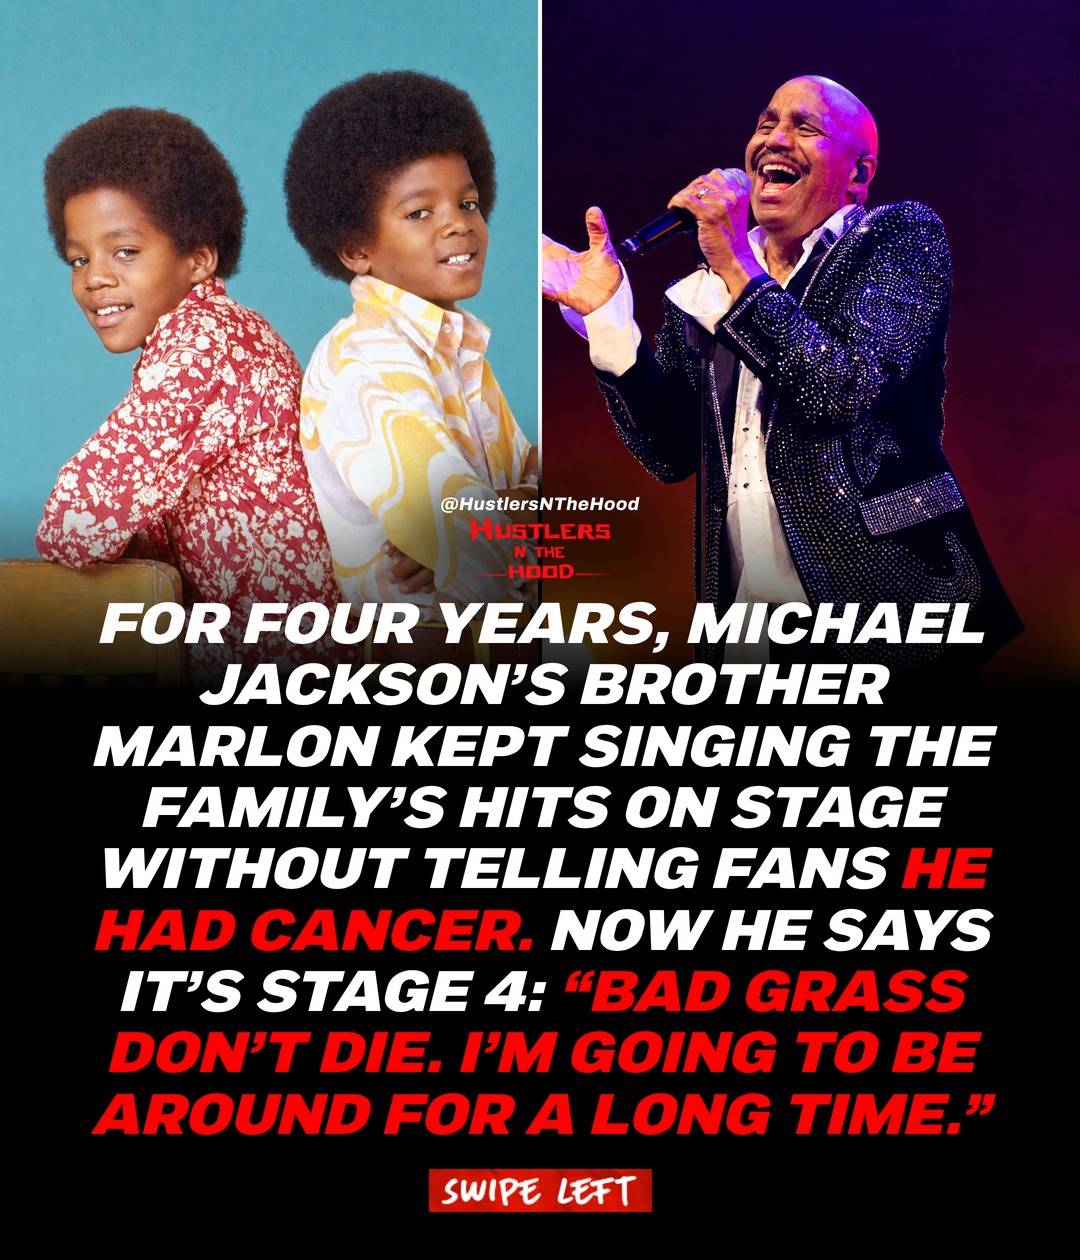 @HustlersNTheHood
HUSTLERS
N THE
HOOD
FOR FOUR YEARS, MICHAEL
JACKSON’S BROTHER
MARLON KEPT SINGING THE
FAMILY’S HITS ON STAGE
WITHOUT TELLING FANS HE
HAD CANCER. NOW HE SAYS
IT’S STAGE 4: “BAD GRASS
DON’T DIE. I’M GOING TO BE
AROUND FOR A LONG TIME.”
SWIPE LEFT